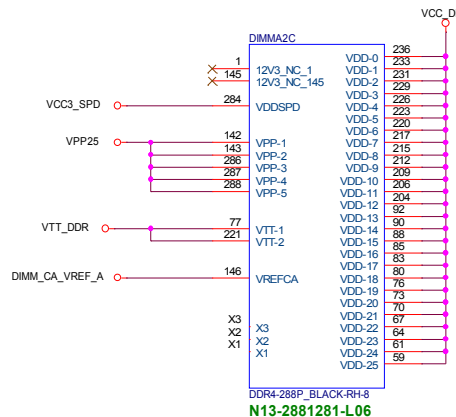 VCC_D
DIMMA2C
1 12V3_NC_1
145 12V3_NC_145
VCC3_SPD 284 VDDSPD
VPP25 142 VPP-1
143 VPP-2
286 VPP-3
287 VPP-4
288 VPP-5
VTT_DDR 77 VTT-1
221 VTT-2
DIMM_CA_VREF_A 146 VREFCA
X3 X3
X2 X2
X1 X1
VDD-0 236
VDD-1 233
VDD-2 231
VDD-3 229
VDD-4 226
VDD-5 223
VDD-6 220
VDD-7 217
VDD-8 215
VDD-9 212
VDD-10 209
VDD-11 206
VDD-12 204
VDD-13 92
VDD-14 90
VDD-15 88
VDD-16 85
VDD-17 83
VDD-18 80
VDD-19 76
VDD-20 73
VDD-21 70
VDD-22 67
VDD-23 64
VDD-24 61
VDD-25 59
DDR4-288P_BLACK-RH-8
N13-2881281-L06